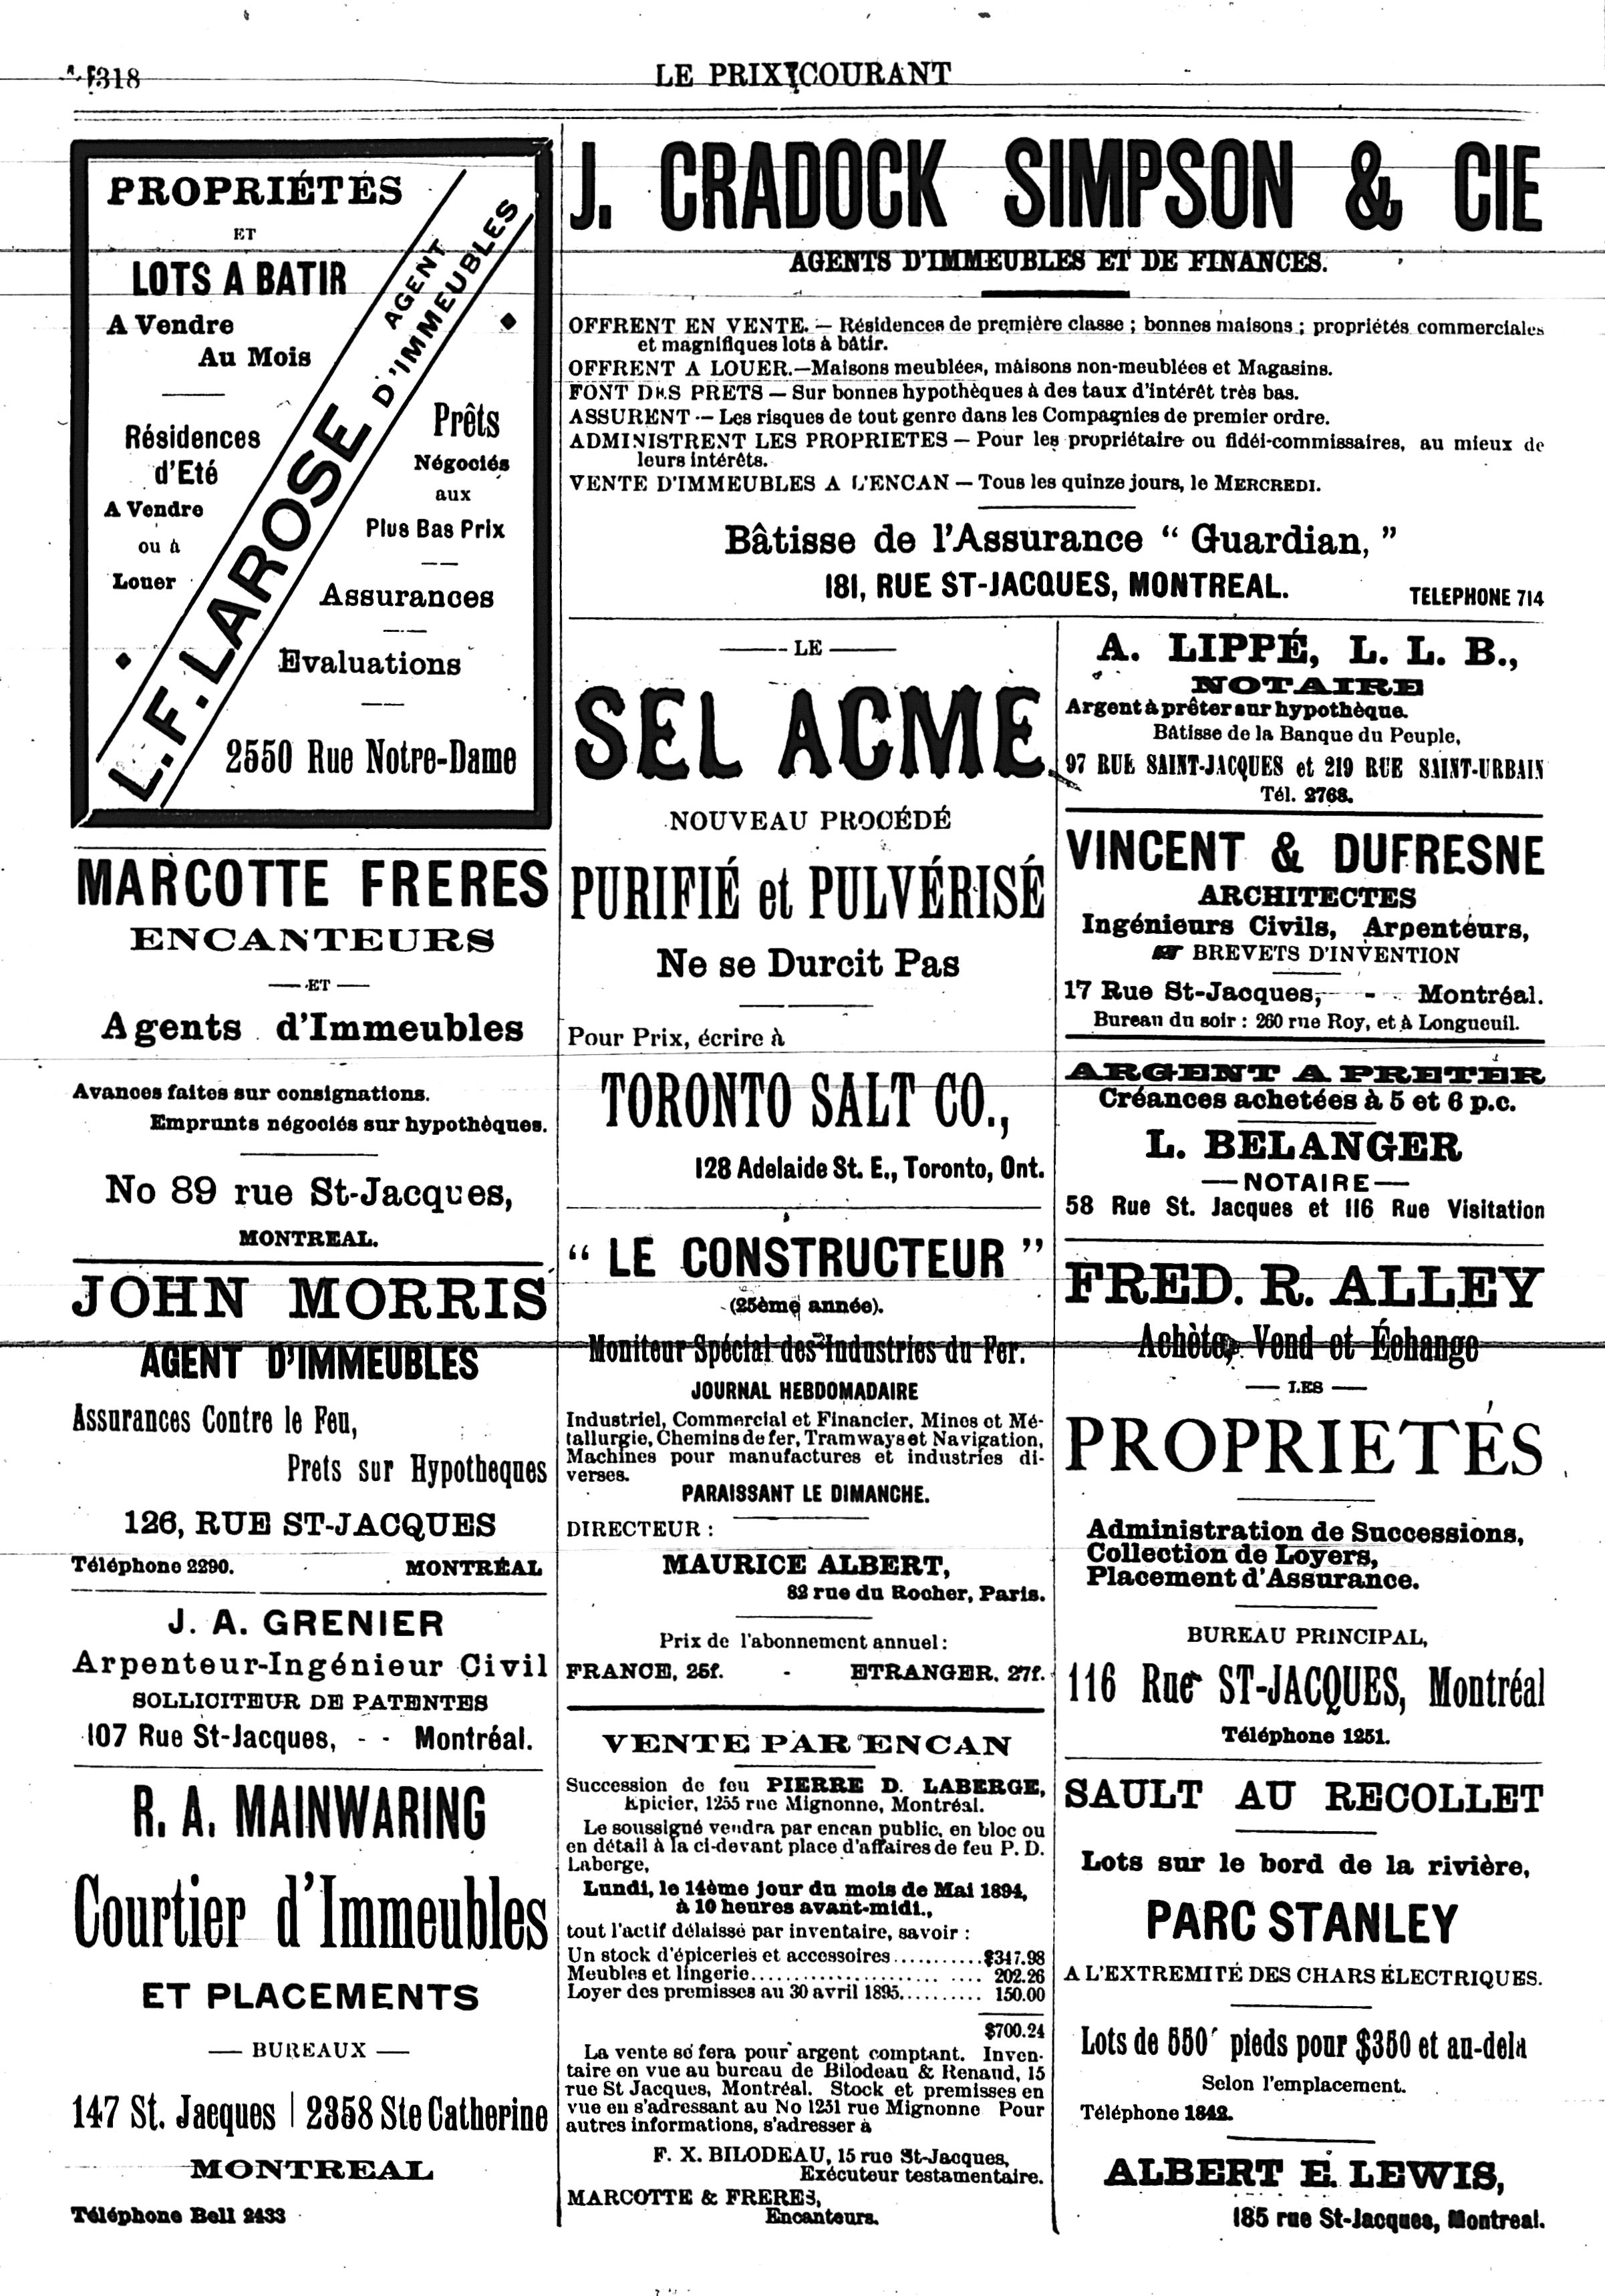 318
LE PRIX COURANT
PROPRIÉTÉS
ET
LOTS A BATIR
A Vendre
Au Mois
Résidences
d'Eté
A Vendre
ou à
Louer
L. F. LAROSE
AGENT
D'IMMEUBLES
Prêts
Négociés
aux
Plus Bas Prix
Assurances
Evaluations
2550 Rue Notre-Dame
MARCOTTE FRERES
ENCANTEURS
ET
Agents d'Immeubles
Avances faites sur consignations.
Emprunts négociés sur hypothèques.
No 89 rue St-Jacques,
MONTREAL.
JOHN MORRIS
AGENT D'IMMEUBLES
Assurances Contre le Feu,
Prets sur Hypotheques
126, RUE ST-JACQUES
Téléphone 2290. MONTRÉAL
J. A. GRENIER
Arpenteur-Ingénieur Civil
SOLLICITEUR DE PATENTES
107 Rue St-Jacques, - - Montréal.
R. A. MAINWARING
Courtier d'Immeubles
ET PLACEMENTS
— BUREAUX —
147 St. Jacques | 2358 Ste Catherine
MONTREAL
Téléphone Bell 2433
J. CRADOCK SIMPSON & CIE
AGENTS D'IMMEUBLES ET DE FINANCES.
OFFRENT EN VENTE. — Résidences de première classe ; bonnes maisons ; propriétés commerciales
et magnifiques lots à bâtir.
OFFRENT A LOUER.—Maisons meublées, maisons non-meublées et Magasins.
FONT DES PRETS — Sur bonnes hypothèques à des taux d'intérêt très bas.
ASSURENT — Les risques de tout genre dans les Compagnies de premier ordre.
ADMINISTRENT LES PROPRIETES — Pour les propriétaire ou fidéi-commissaires, au mieux de
leurs intérêts.
VENTE D'IMMEUBLES A L'ENCAN — Tous les quinze jours, le MERCREDI.
Bâtisse de l'Assurance " Guardian, "
181, RUE ST-JACQUES, MONTREAL.
TELEPHONE 714
— LE —
SEL ACME
NOUVEAU PROCÉDÉ
PURIFIÉ et PULVÉRISÉ
Ne se Durcit Pas
Pour Prix, écrire à
TORONTO SALT CO.,
128 Adelaide St. E., Toronto, Ont.
" LE CONSTRUCTEUR "
(25ème année).
Moniteur Spécial des Industries du Fer.
JOURNAL HEBDOMADAIRE
Industriel, Commercial et Financier, Mines et Mé-
tallurgie, Chemins de fer, Tramways et Navigation,
Machines pour manufactures et industries di-
verses.
PARAISSANT LE DIMANCHE.
DIRECTEUR :
MAURICE ALBERT,
82 rue du Rocher, Paris.
Prix de l'abonnement annuel :
FRANCE, 25f. - ETRANGER, 27f.
VENTE PAR ENCAN
Succession de feu PIERRE D. LABERGE,
Epicier, 1255 rue Mignonne, Montréal.
Le soussigné vendra par encan public, en bloc ou
en détail à la ci-devant place d'affaires de feu P. D.
Laberge,
Lundi, le 14ème jour du mois de Mai 1894,
à 10 heures avant-midi.,
tout l'actif délaissé par inventaire, savoir :
Un stock d'épiceries et accessoires...........$347.98
Meubles et lingerie........................... 202.26
Loyer des premisses au 30 avril 1895.......... 150.00
$700.24
La vente se fera pour argent comptant. Inven-
taire en vue au bureau de Bilodeau & Renaud, 15
rue St Jacques, Montréal. Stock et premisses en
vue en s'adressant au No 1251 rue Mignonne Pour
autres informations, s'adresser à
F. X. BILODEAU, 15 rue St-Jacques,
Exécuteur testamentaire.
MARCOTTE & FRERES,
Encanteurs.
A. LIPPÉ, L. L. B.,
NOTAIRE
Argent à prêter sur hypothèque.
Bâtisse de la Banque du Peuple,
97 RUE SAINT-JACQUES et 219 RUE SAINT-URBAIN
Tél. 2768.
VINCENT & DUFRESNE
ARCHITECTES
Ingénieurs Civils, Arpenteurs,
☛ BREVETS D'INVENTION
17 Rue St-Jacques, - - Montréal.
Bureau du soir : 260 rue Roy, et à Longueuil.
ARGENT A PRETER
Créances achetées à 5 et 6 p.c.
L. BELANGER
— NOTAIRE —
58 Rue St. Jacques et 116 Rue Visitation
FRED. R. ALLEY
Achète, Vend et Échange
— LES —
PROPRIETÉS
Administration de Successions,
Collection de Loyers,
Placement d'Assurance.
BUREAU PRINCIPAL,
116 Rue ST-JACQUES, Montréal
Téléphone 1251.
SAULT AU RECOLLET
Lots sur le bord de la rivière,
PARC STANLEY
A L'EXTREMITÉ DES CHARS ÉLECTRIQUES.
Lots de 550' pieds pour $350 et au-dela
Selon l'emplacement.
Téléphone 1842.
ALBERT E. LEWIS,
185 rue St-Jacques, Montreal.